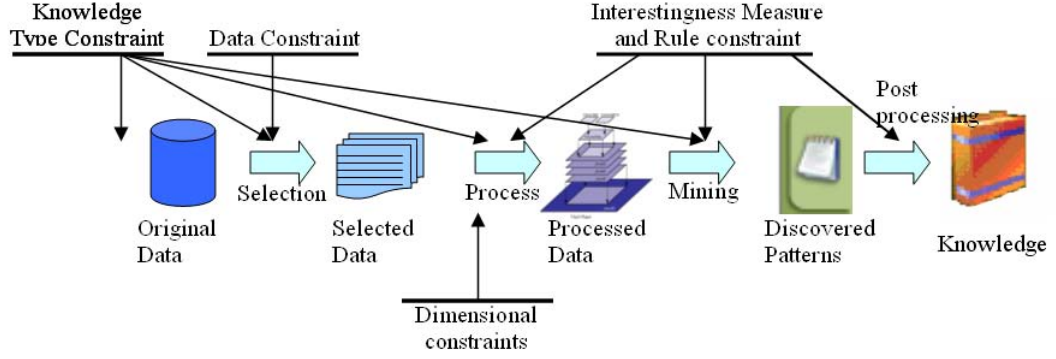 Knowledge
Type Constraint
Data Constraint
Interestingness Measure
and Rule constraint
Post
processing
Selection
Process
Mining
Original
Data
Selected
Data
Processed
Data
Discovered
Patterns
Knowledge
Dimensional
constraints